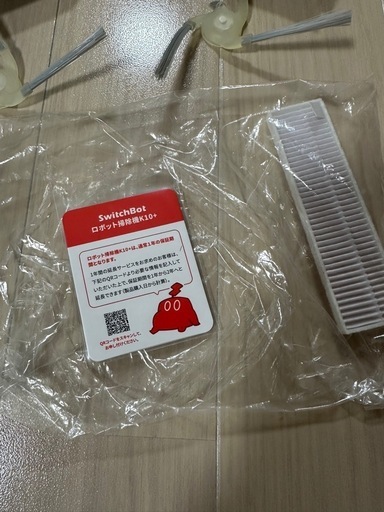 SwitchBot
ロボット掃除機K10+
ロボット掃除機K10+は、通常1年の保証期
間となります。
1年間の延長サービスをお求めのお客様は、
下記のQRコードより必要な情報を記入して
いただいた上で、保証期間を1年から2年へと
延長できます(製品購入日から計算)。
QRコードをスキャンして、
お申し付けください。